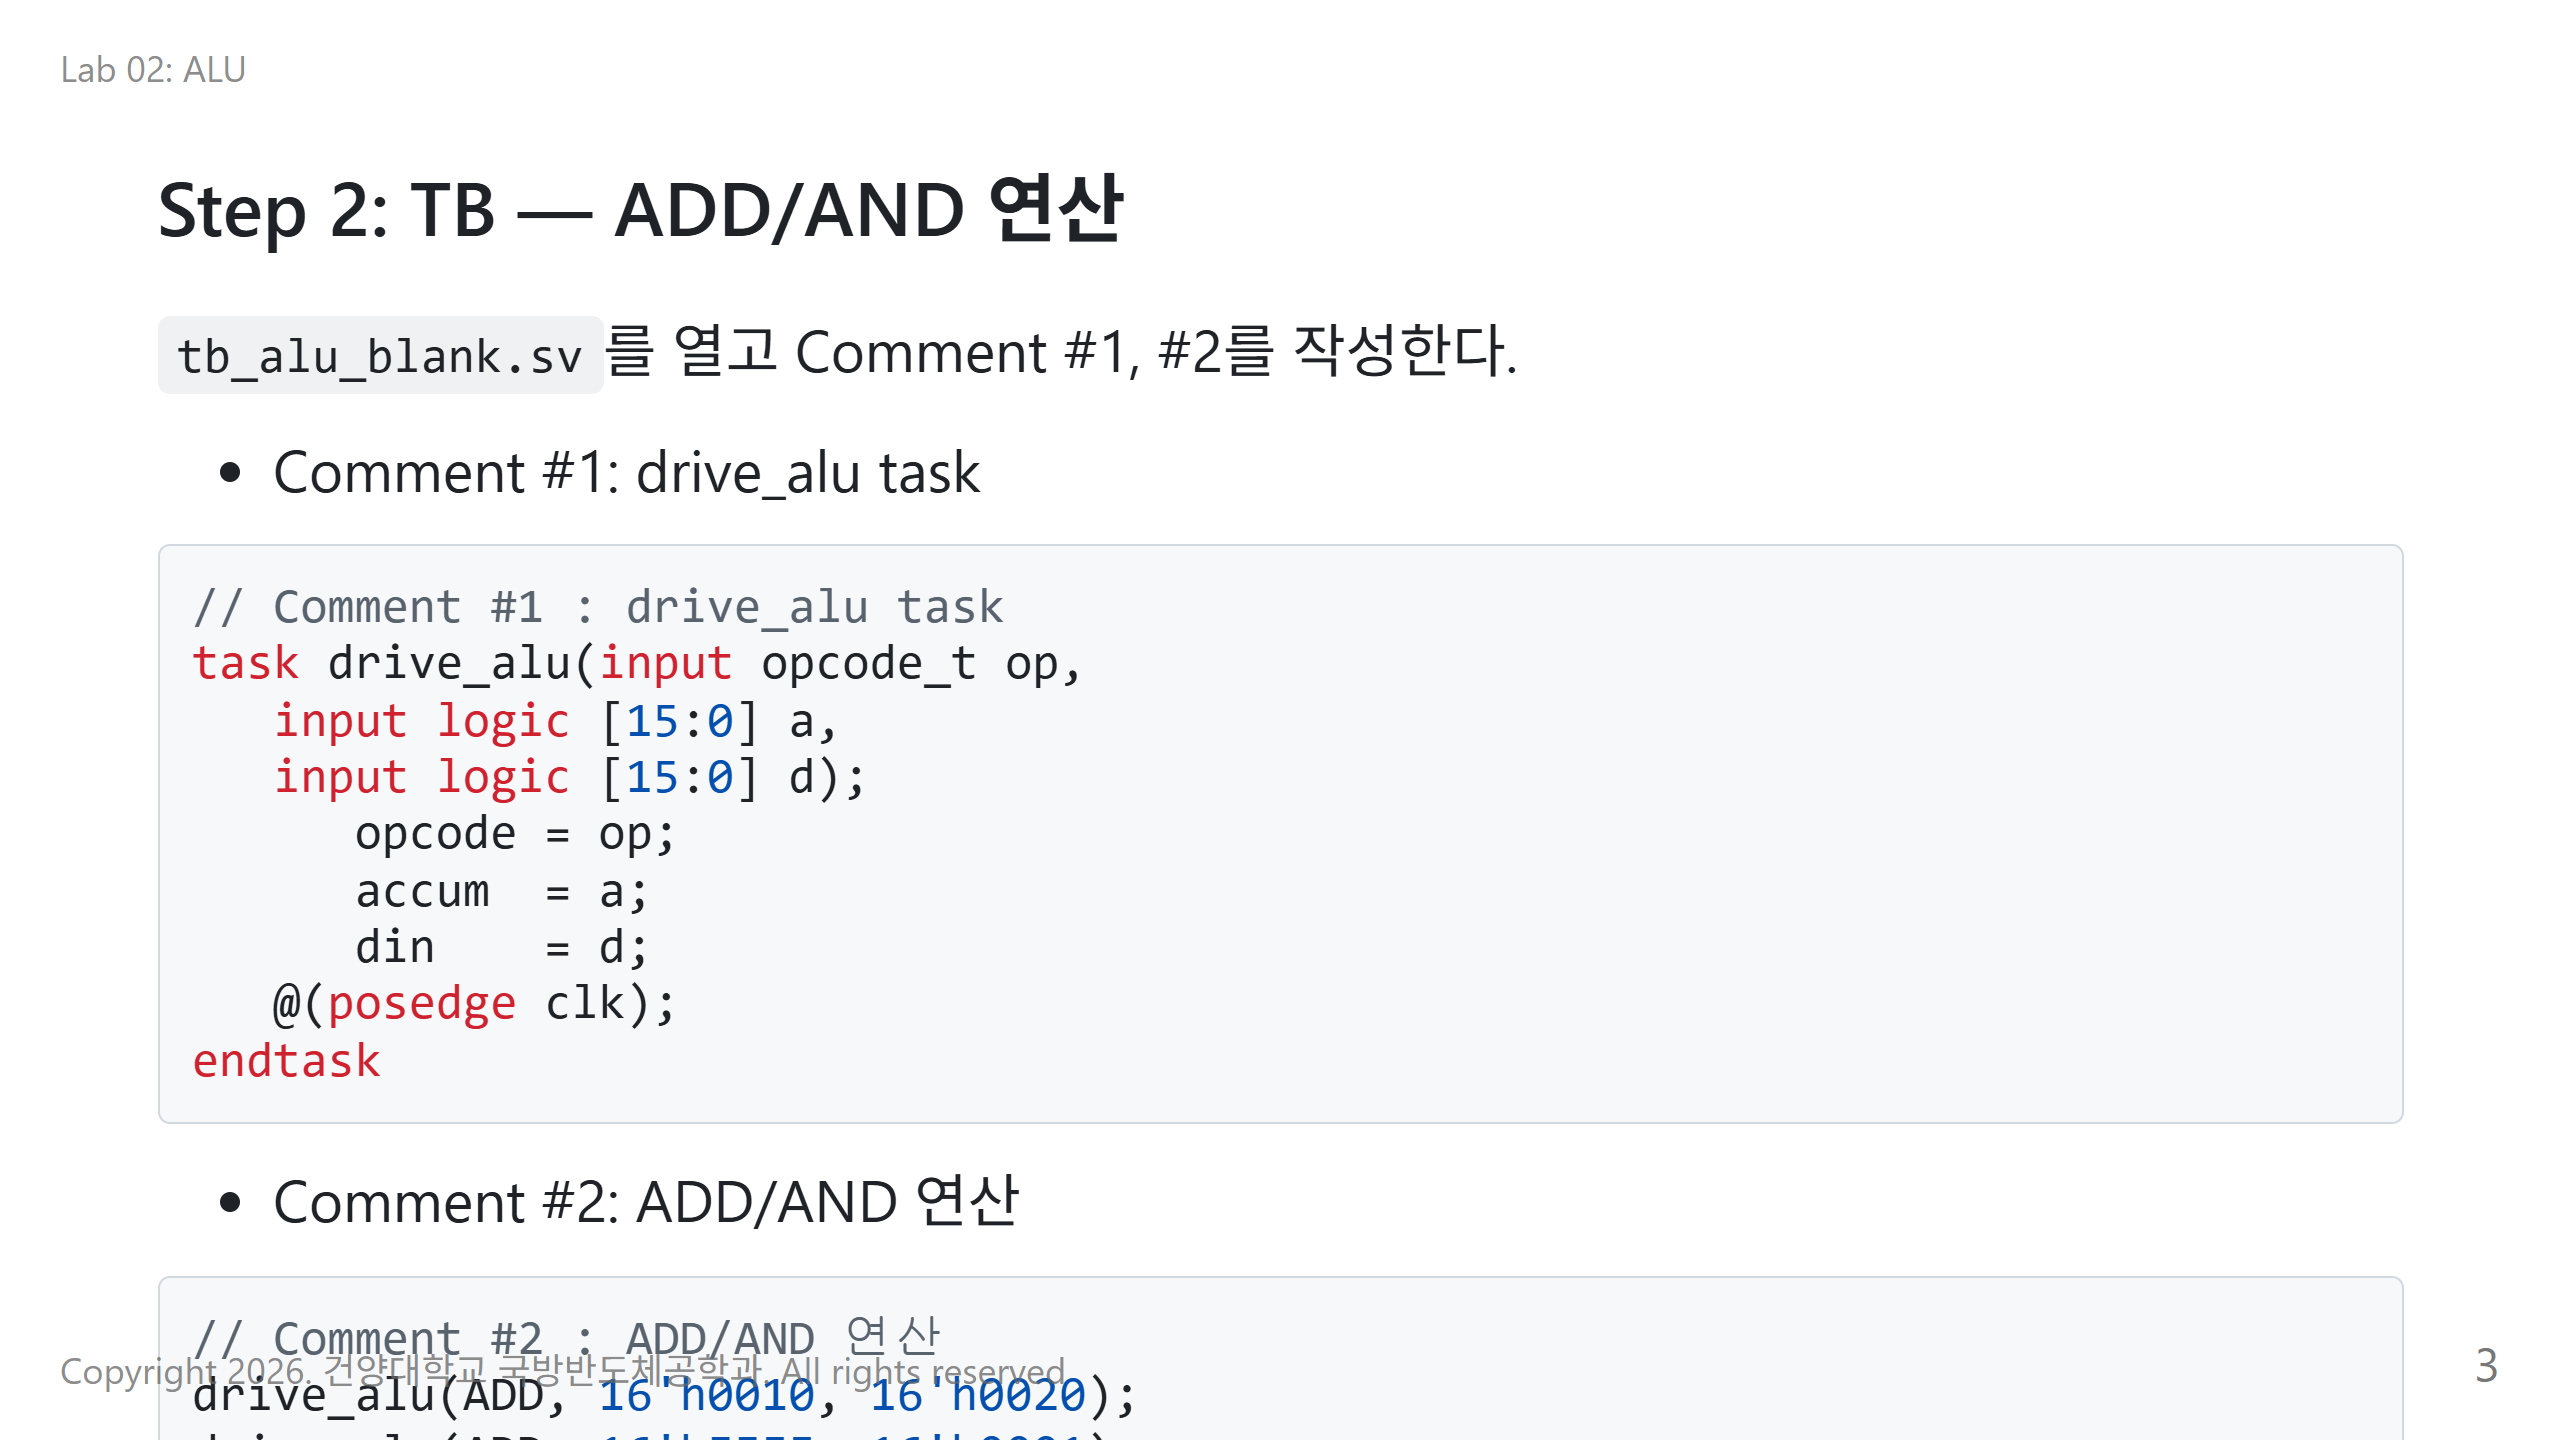 Lab 02: ALU
Step 2: TB — ADD/AND 연산
tb_alu_blank.sv를 열고 Comment #1, #2를 작성한다.
• Comment #1: drive_alu task
// Comment #1 : drive_alu task
task drive_alu(input opcode_t op,
   input logic [15:0] a,
   input logic [15:0] d);
      opcode = op;
      accum  = a;
      din    = d;
   @(posedge clk);
endtask
• Comment #2: ADD/AND 연산
// Comment #2 : ADD/AND 연산
Copyright 2026. 건양대학교 국방반도체공학과. All rights reserved
drive_alu(ADD, 16'h0010, 16'h0020);
3